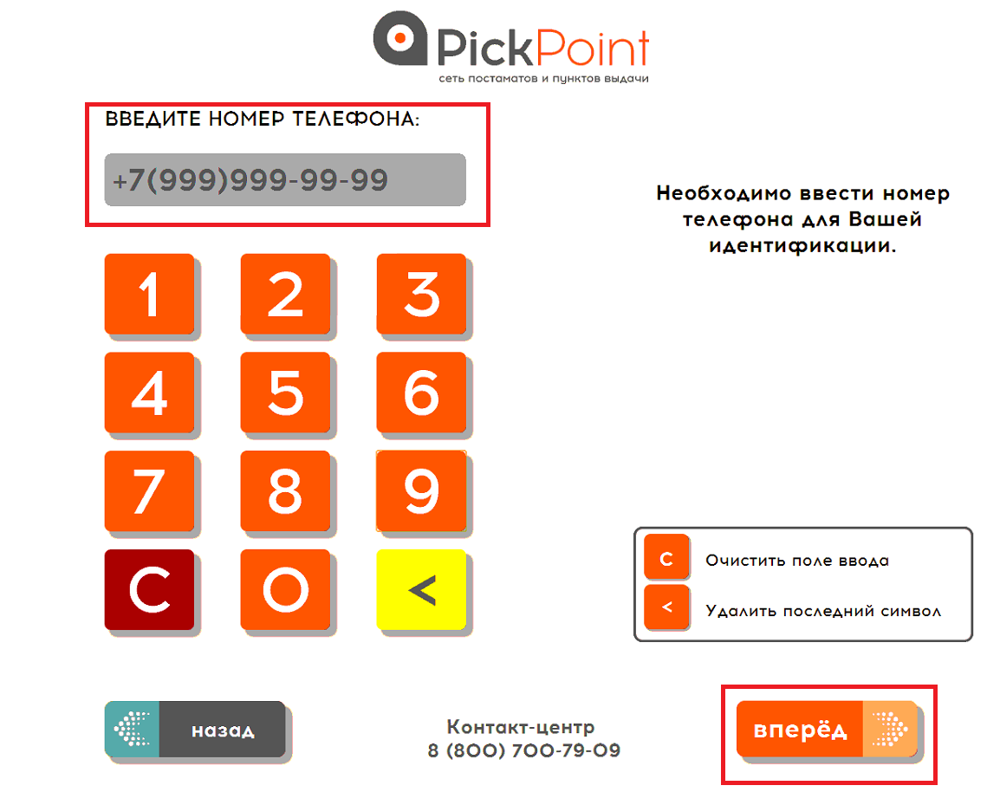 PickPoint
сеть постаматов и пунктов выдачи
ВВЕДИТЕ НОМЕР ТЕЛЕФОНА:
+7(999)999-99-99
Необходимо ввести номер
телефона для Вашей
идентификации.
1 2 3
4 5 6
7 8 9
C 0 <
C Очистить поле ввода
< Удалить последний символ
назад
Контакт-центр
8 (800) 700-79-09
вперёд